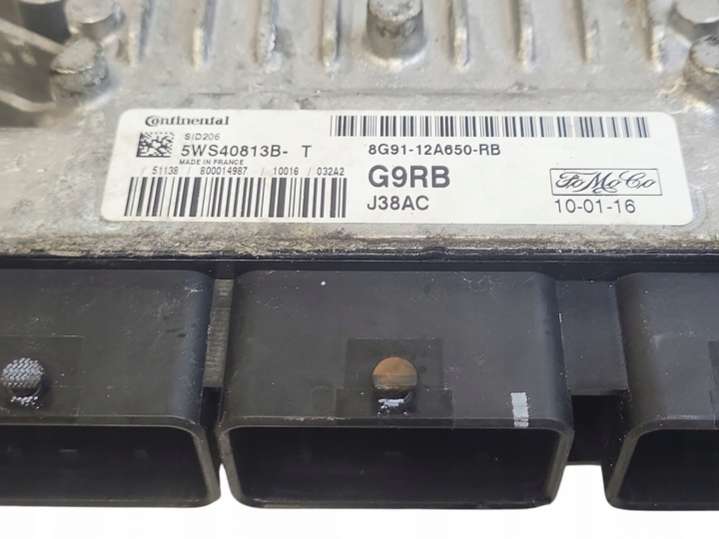 Continental
SID206
5WS40813B- T
MADE IN FRANCE
/ 51138 / 800014987 / 10016 / 032A2
8G91-12A650-RB
G9RB
J38AC
FoMoCo
10-01-16